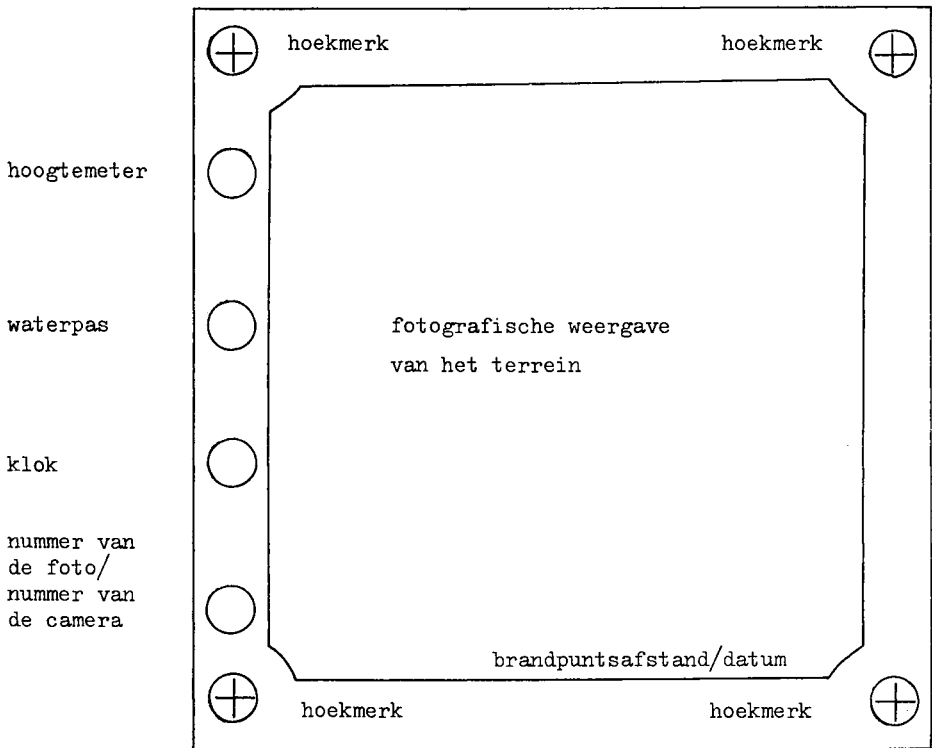 hoekmerk
hoekmerk
hoogtemeter
waterpas
fotografische weergave
van het terrein
klok
nummer van
de foto/
nummer van
de camera
brandpuntsafstand/datum
hoekmerk
hoekmerk